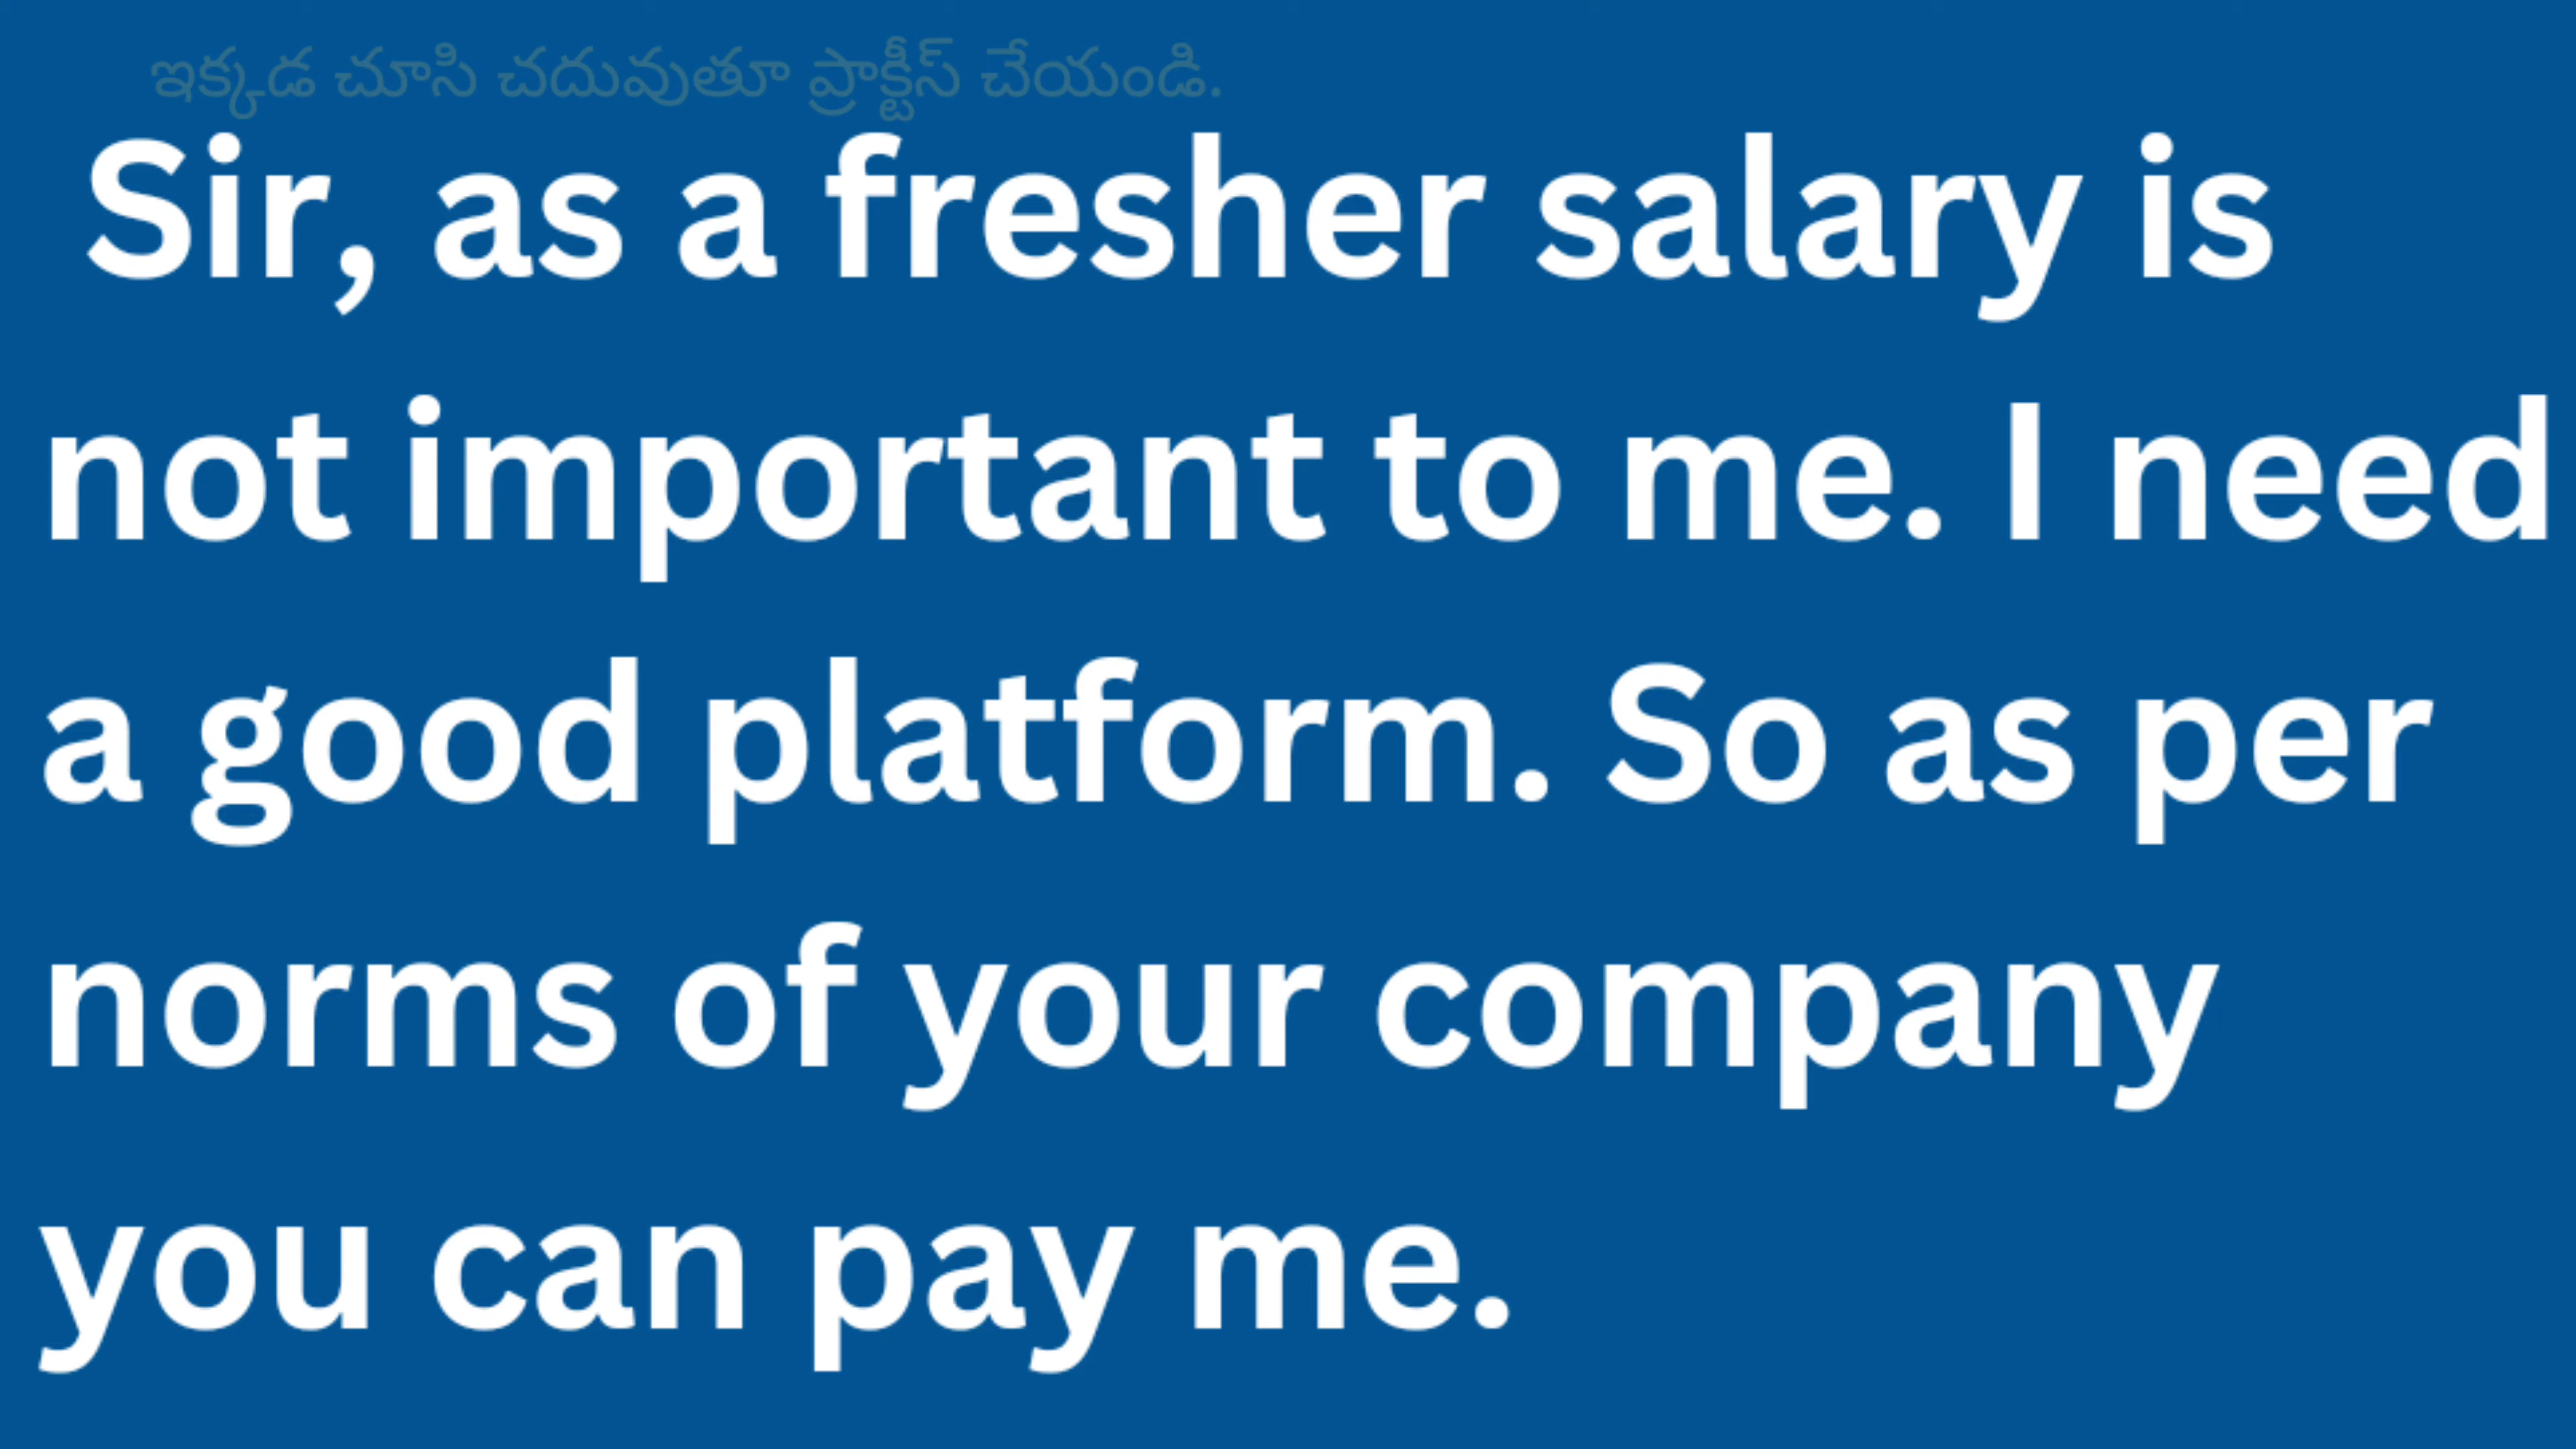 ఇక్కడ చూసి చదువుతూ ప్రాక్టీస్ చేయండి.
Sir, as a fresher salary is
not important to me. I need
a good platform. So as per
norms of your company
you can pay me.